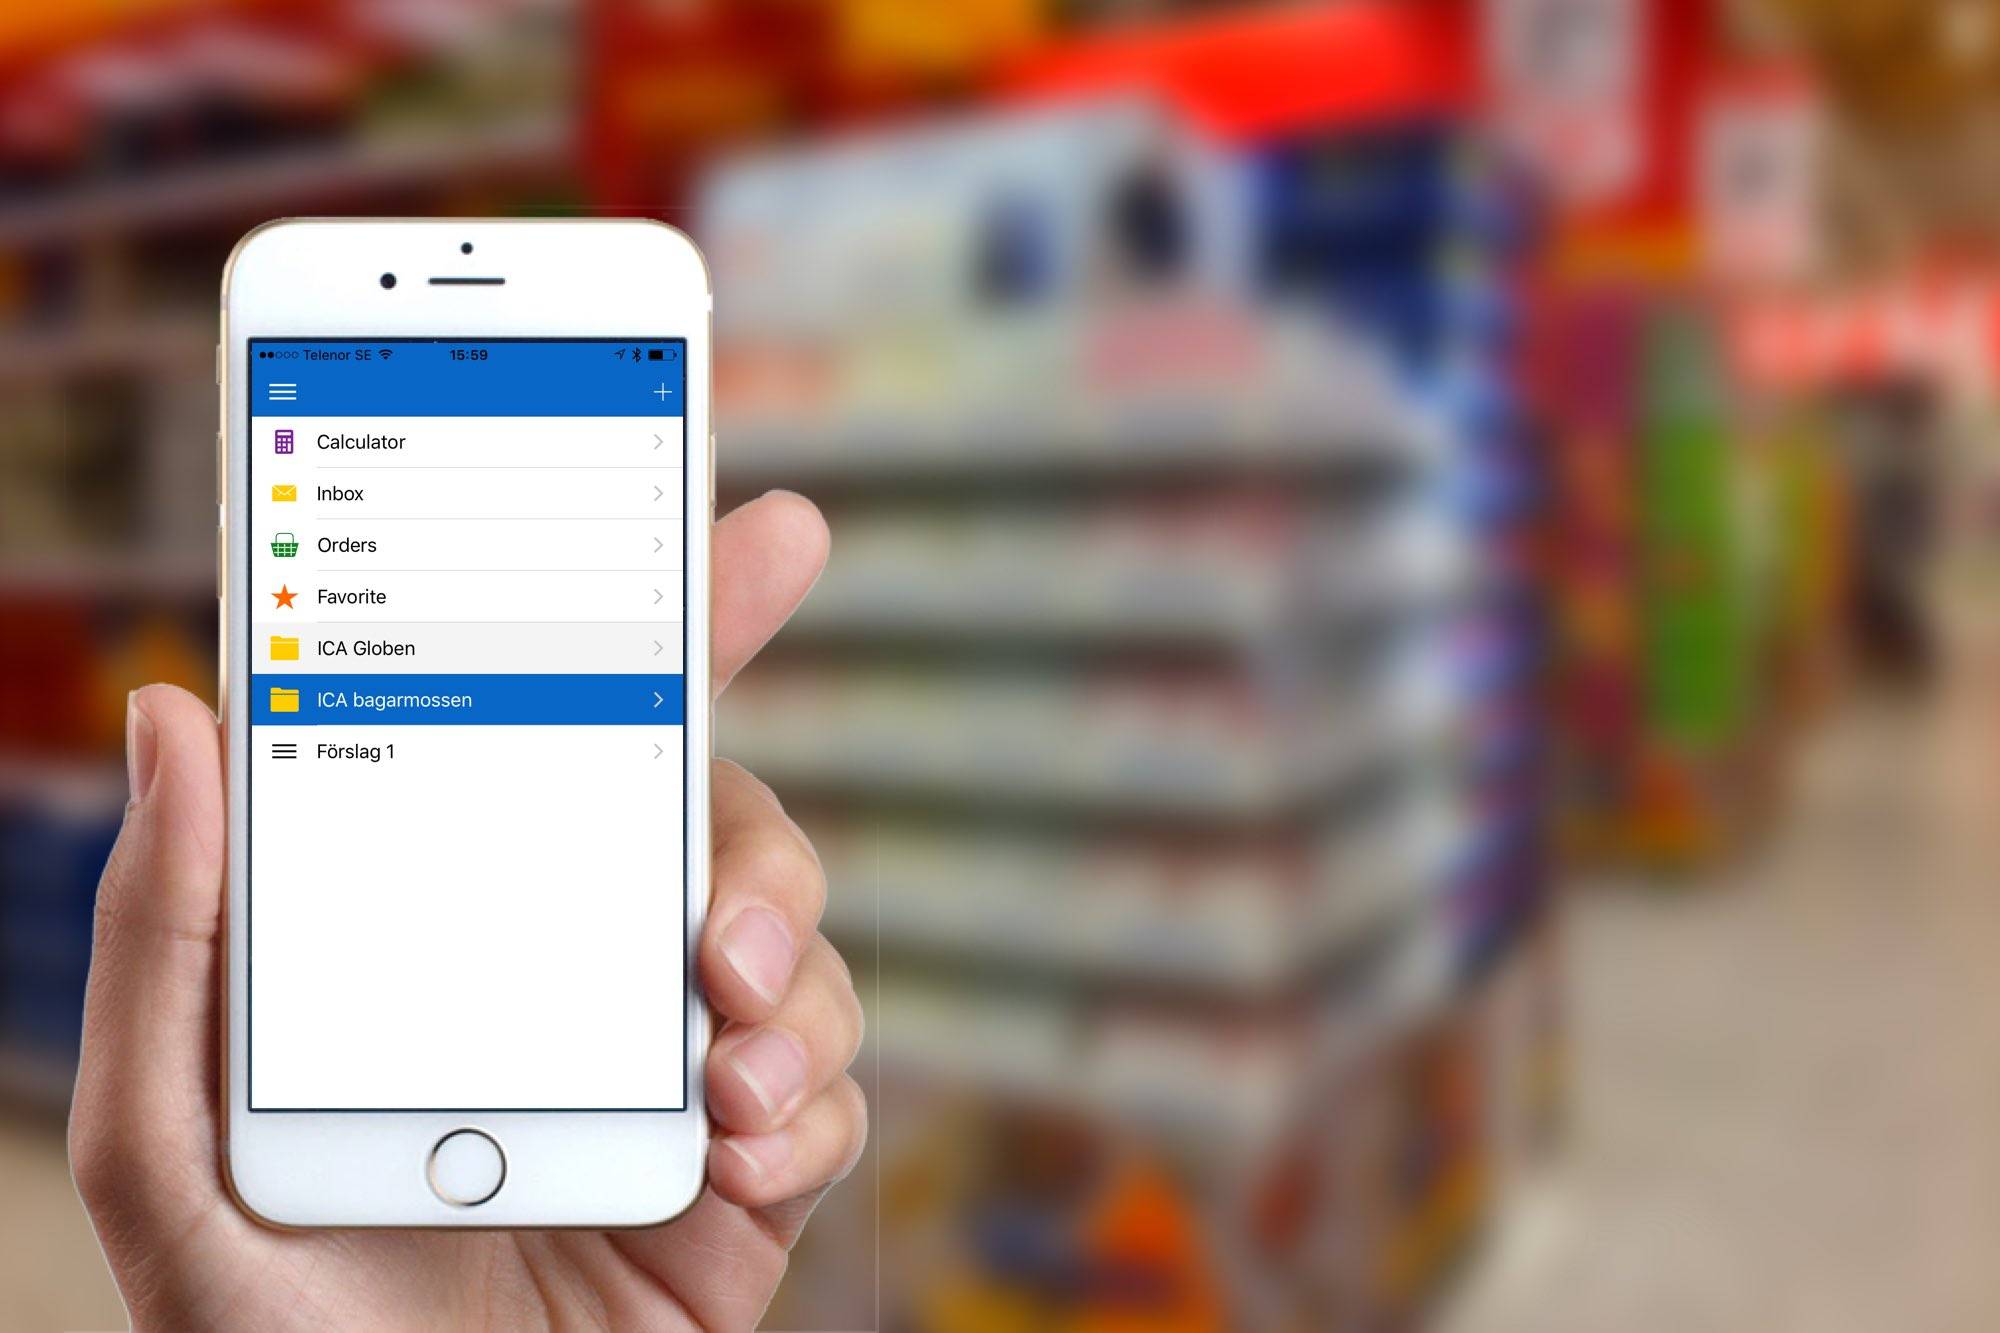 Telenor SE 15:59
Calculator
Inbox
Orders
Favorite
ICA Globen
ICA bagarmossen
Förslag 1